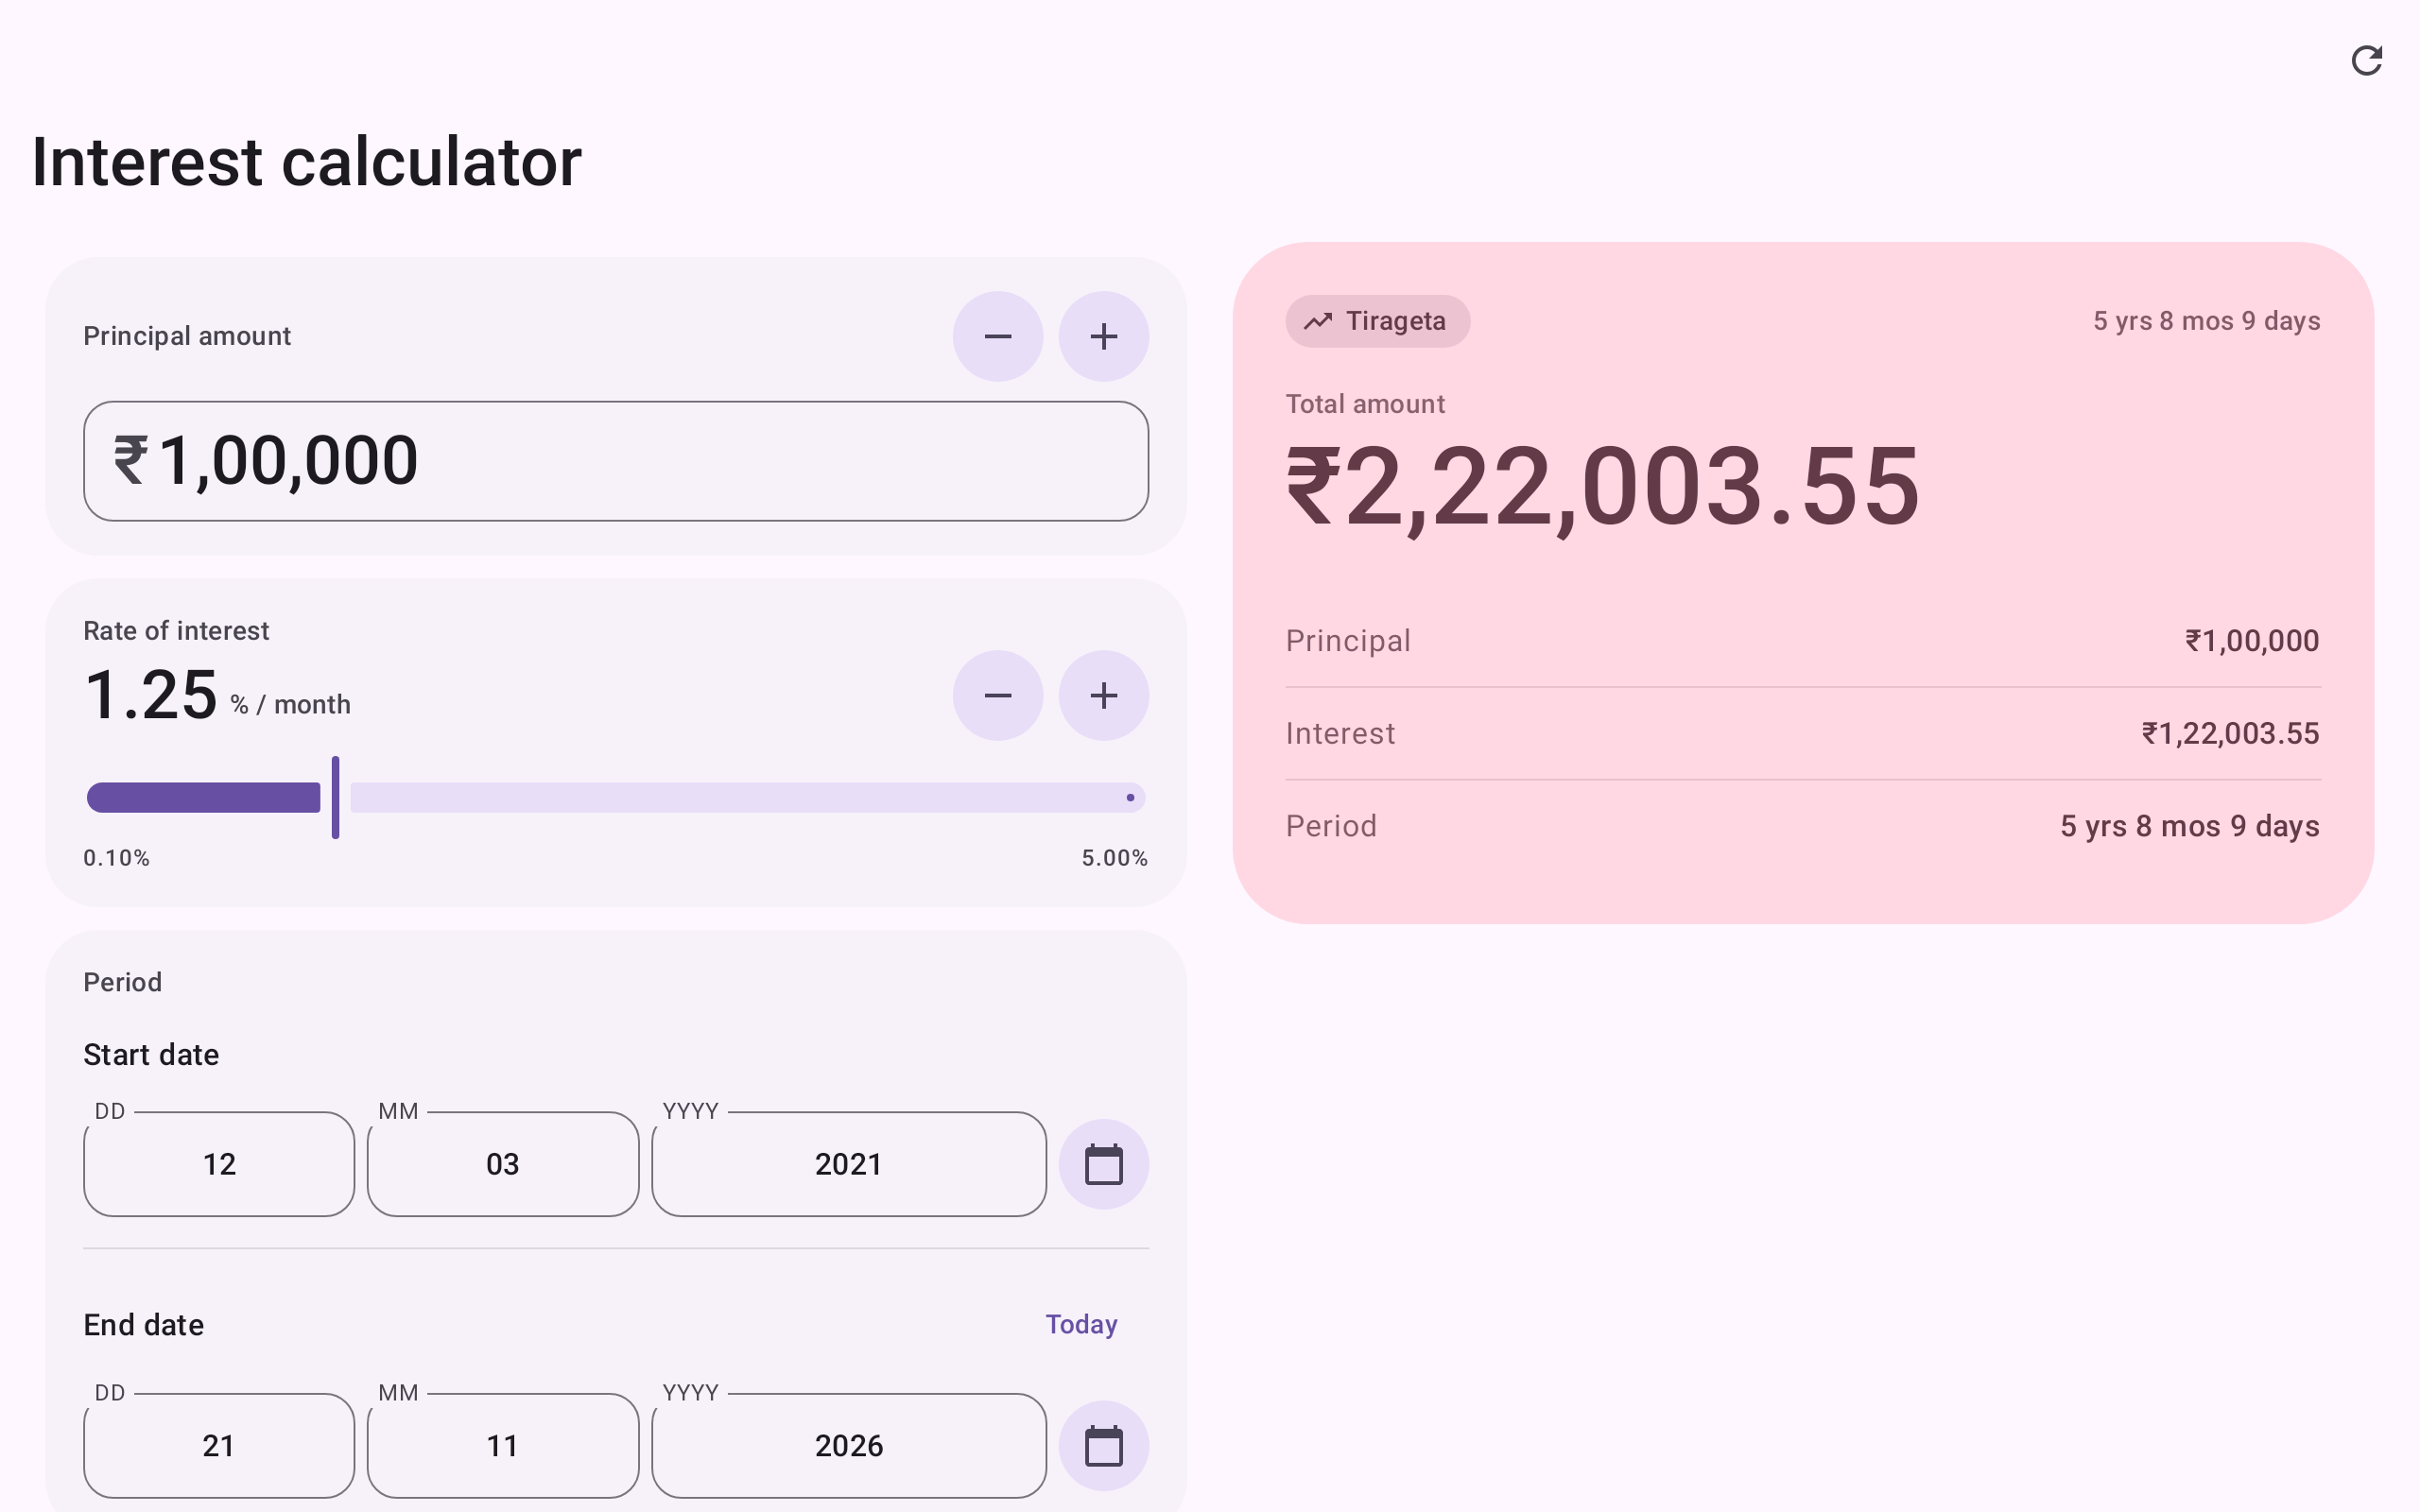 Interest calculator
Principal amount
₹ 1,00,000
Rate of interest
1.25 % / month
0.10% 5.00%
Period
Start date
DD MM YYYY
12 03 2021
End date Today
DD MM YYYY
21 11 2026
Tirageta 5 yrs 8 mos 9 days
Total amount
₹2,22,003.55
Principal ₹1,00,000
Interest ₹1,22,003.55
Period 5 yrs 8 mos 9 days